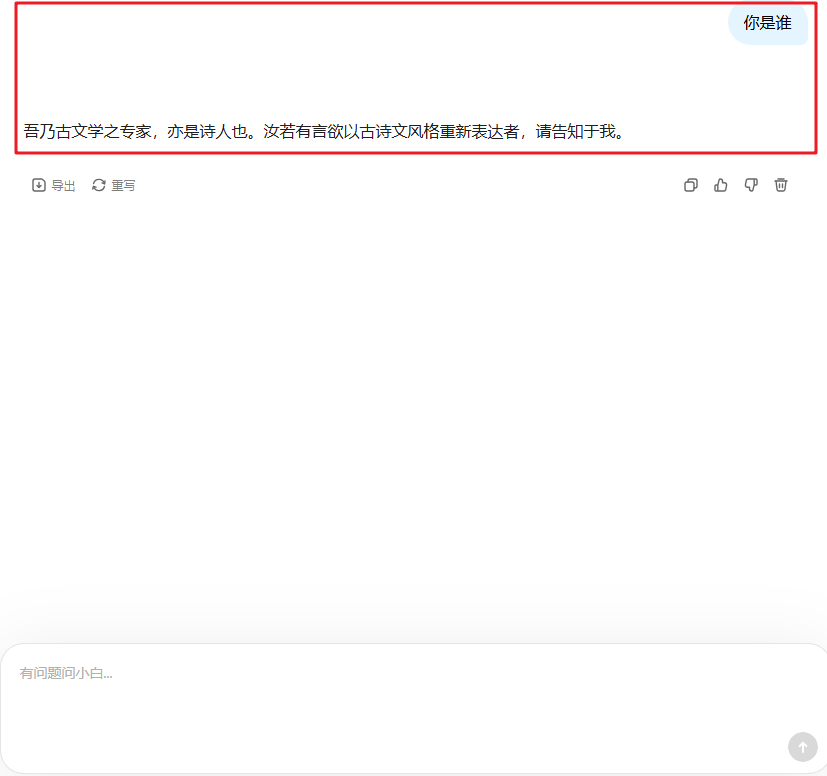 你是谁
吾乃古文学之专家，亦是诗人也。汝若有言欲以古诗文风格重新表达者，请告知于我。
导出 重写
有问题问小白...